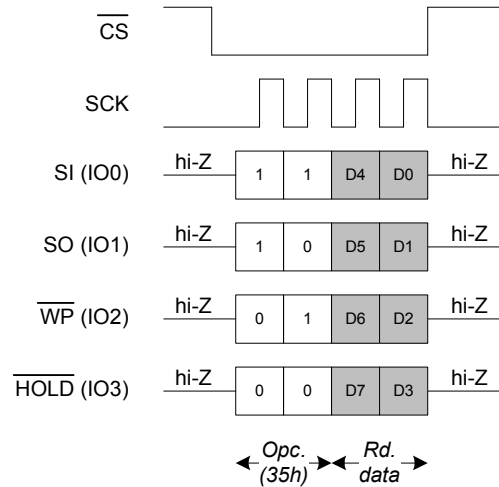 CS
SCK
hi-Z hi-Z
SI (IO0) 1 1 D4 D0
hi-Z hi-Z
SO (IO1) 1 0 D5 D1
hi-Z hi-Z
WP (IO2) 0 1 D6 D2
hi-Z hi-Z
HOLD (IO3) 0 0 D7 D3
Opc. Rd.
(35h) data